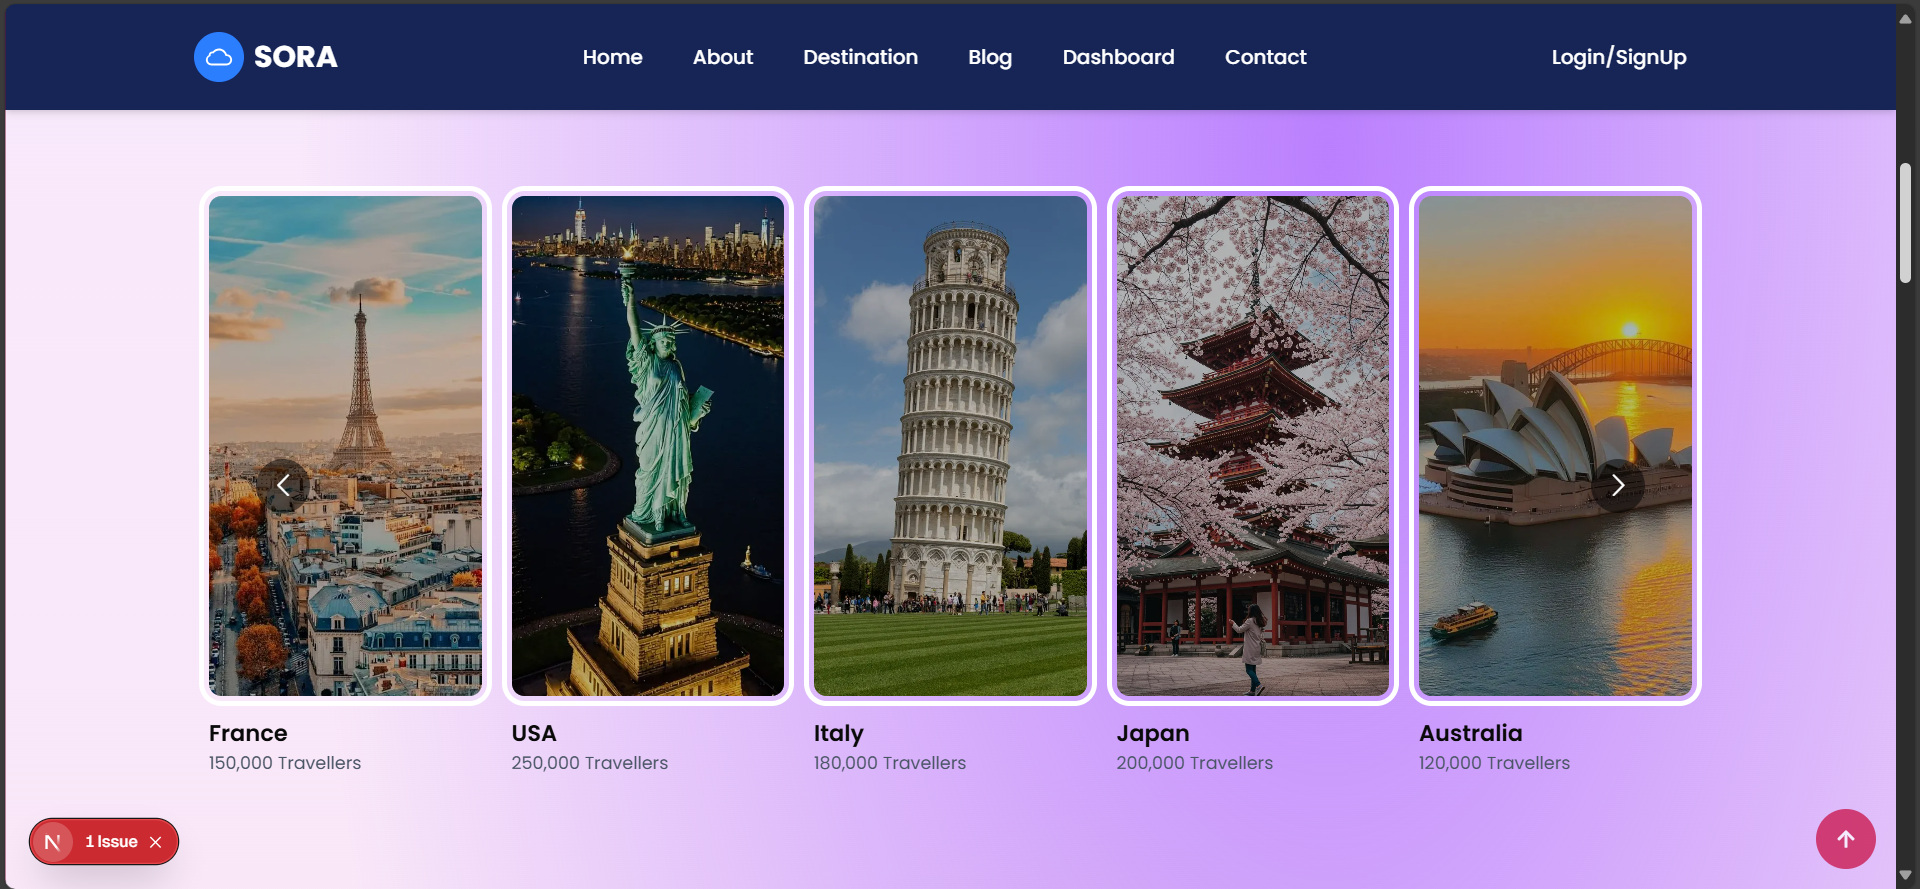 SORA
Home About Destination Blog Dashboard Contact Login/SignUp
France
150,000 Travellers
USA
250,000 Travellers
Italy
180,000 Travellers
Japan
200,000 Travellers
Australia
120,000 Travellers
N 1 Issue